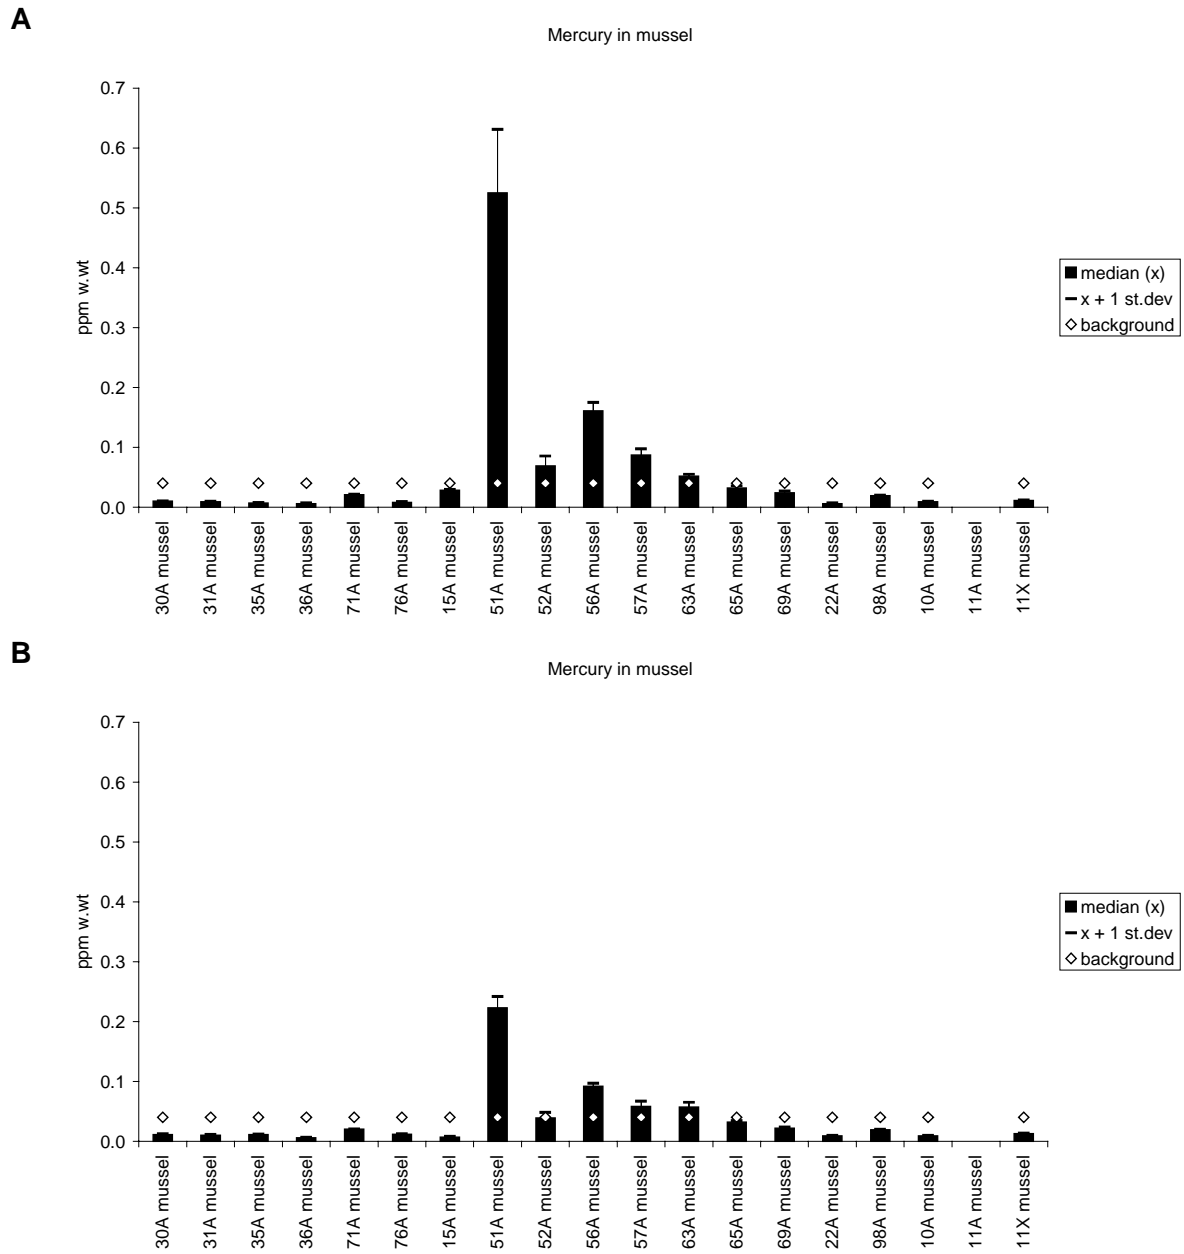 A
Mercury in mussel
0.7
0.6
0.5
0.4
0.3
0.2
0.1
0.0
ppm w.wt
30A mussel
31A mussel
35A mussel
36A mussel
71A mussel
76A mussel
15A mussel
51A mussel
52A mussel
56A mussel
57A mussel
63A mussel
65A mussel
69A mussel
22A mussel
98A mussel
10A mussel
11A mussel
11X mussel
median (x)
x + 1 st.dev
background
B
Mercury in mussel
0.7
0.6
0.5
0.4
0.3
0.2
0.1
0.0
ppm w.wt
30A mussel
31A mussel
35A mussel
36A mussel
71A mussel
76A mussel
15A mussel
51A mussel
52A mussel
56A mussel
57A mussel
63A mussel
65A mussel
69A mussel
22A mussel
98A mussel
10A mussel
11A mussel
11X mussel
median (x)
x + 1 st.dev
background